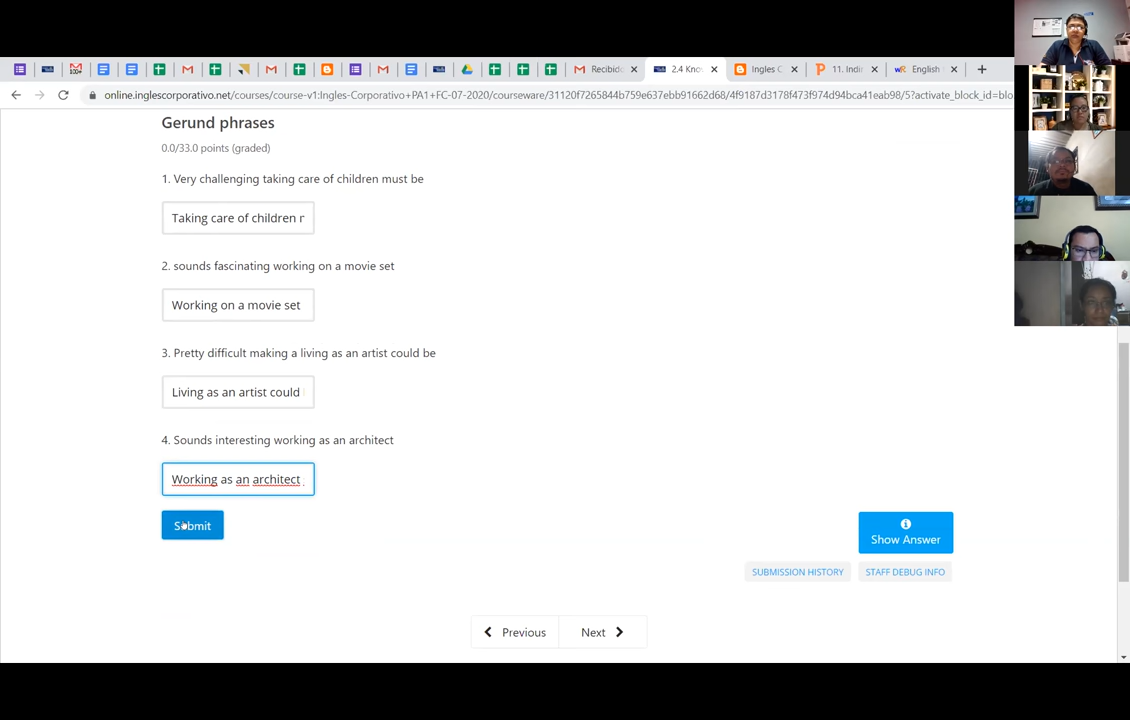 Recibido
2.4 Kno
Ingles C
11. Indir
English
online.inglescorporativo.net/courses/course-v1:Ingles-Corporativo+PA1+FC-07-2020/courseware/31120f7265844b759e637ebb91662d68/4f9187d3178f473f974d94bca41eab98/5?activate_block_id=blo
Gerund phrases
0.0/33.0 points (graded)
1. Very challenging taking care of children must be
Taking care of children r
2. sounds fascinating working on a movie set
Working on a movie set
3. Pretty difficult making a living as an artist could be
Living as an artist could
4. Sounds interesting working as an architect
Working as an architect
Submit
Show Answer
SUBMISSION HISTORY
STAFF DEBUG INFO
Previous
Next